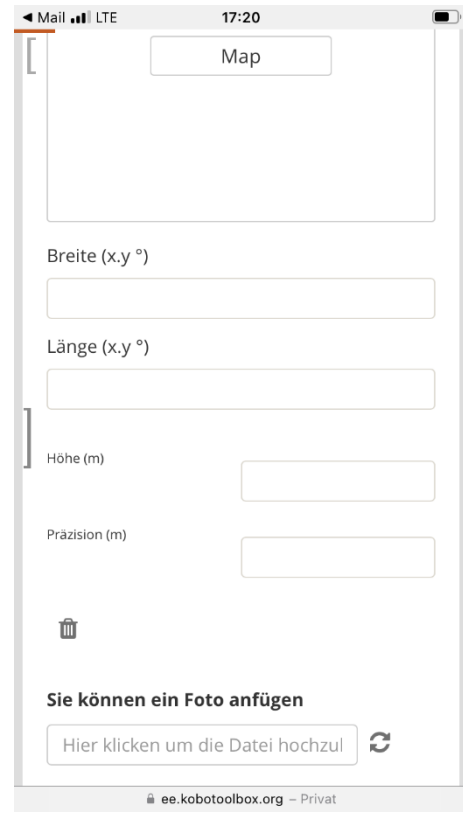 ◀ Mail LTE 17:20
Map
Breite (x.y °)
Länge (x.y °)
Höhe (m)
Präzision (m)
Sie können ein Foto anfügen
Hier klicken um die Datei hochzul
ee.kobotoolbox.org – Privat